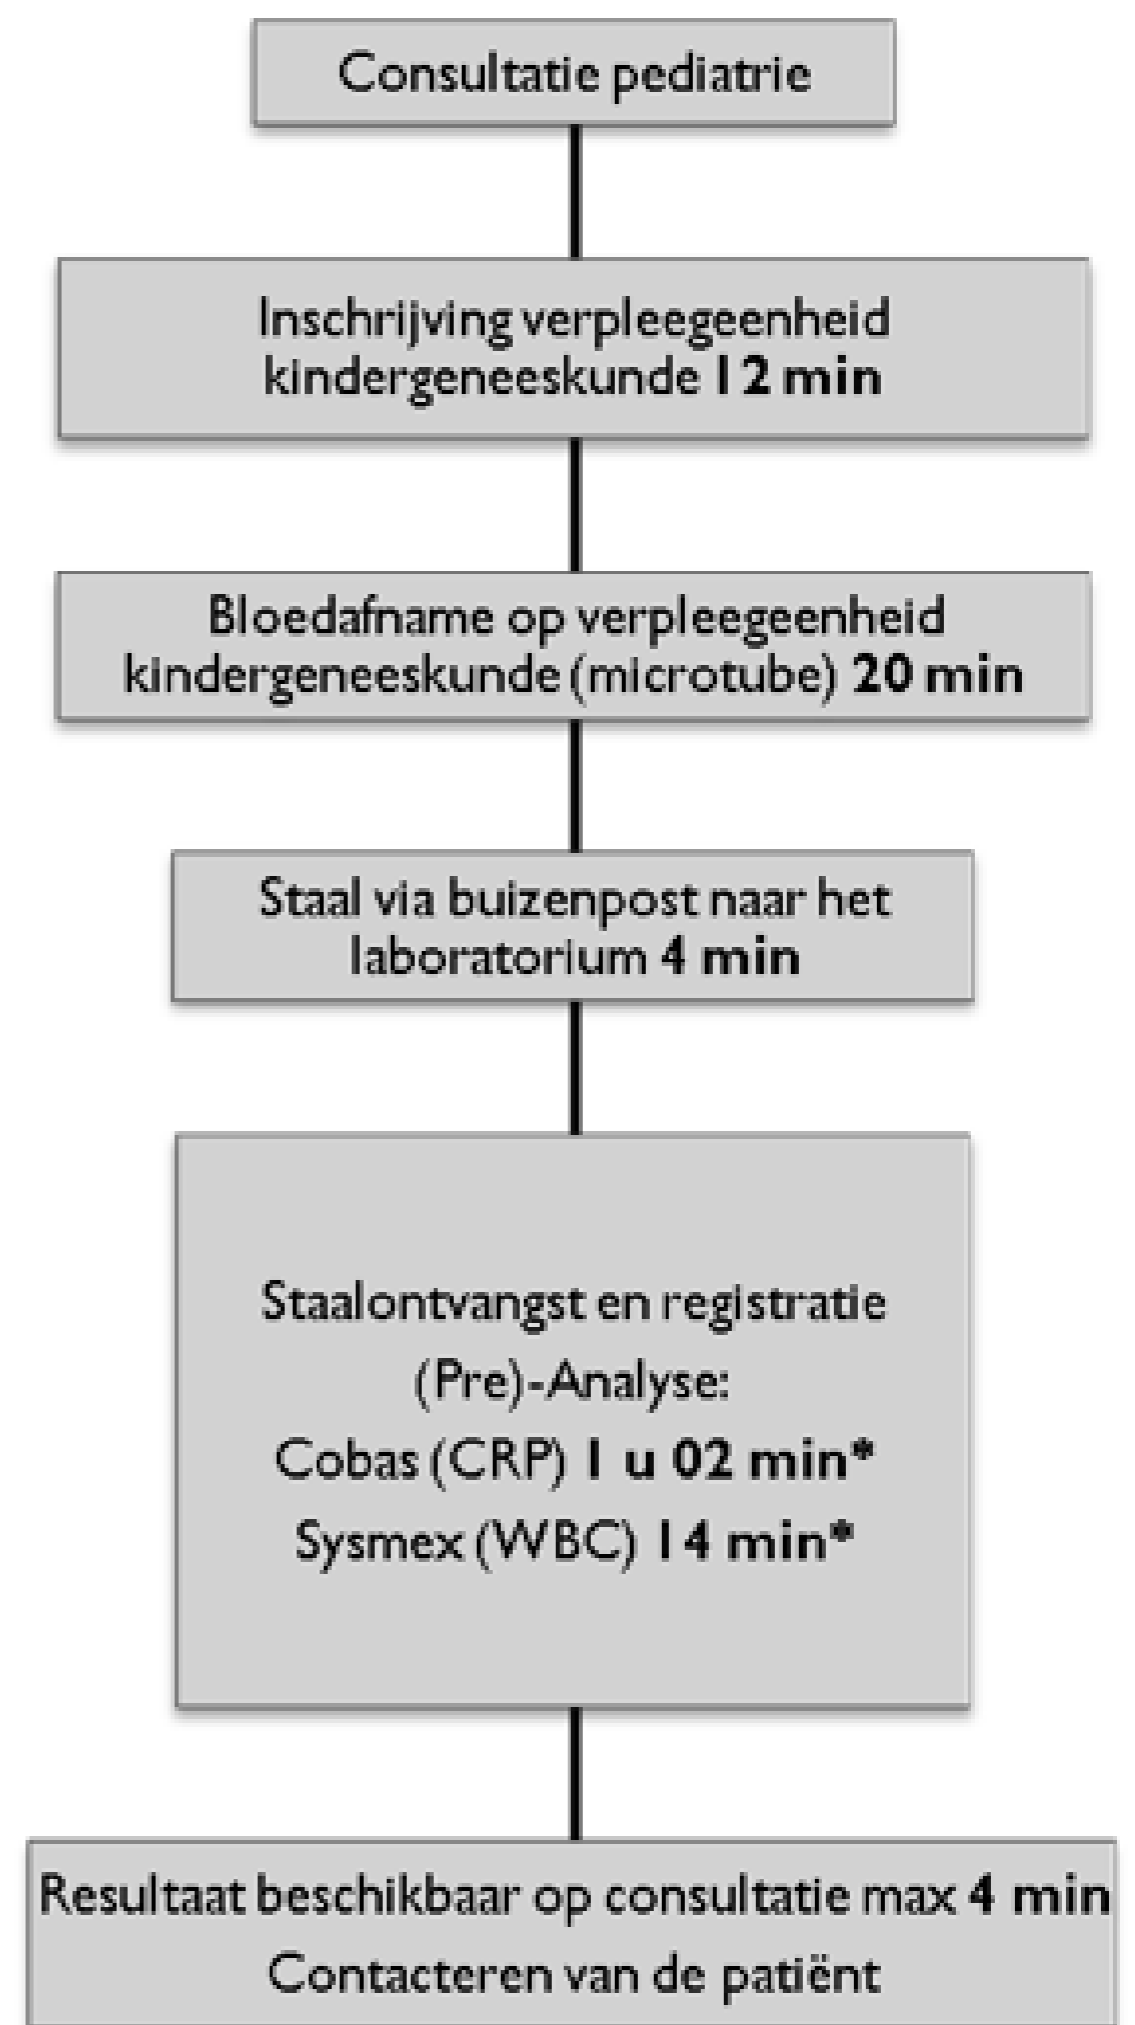 Consultatie pediatrie
Inschrijving verpleegeenheid
kindergeneeskunde 12 min
Bloedafname op verpleegeenheid
kindergeneeskunde (microtube) 20 min
Staal via buizenpost naar het
laboratorium 4 min
Staalontvangst en registratie
(Pre)-Analyse:
Cobas (CRP) 1 u 02 min*
Sysmex (WBC) 14 min*
Resultaat beschikbaar op consultatie max 4 min
Contacteren van de patiënt